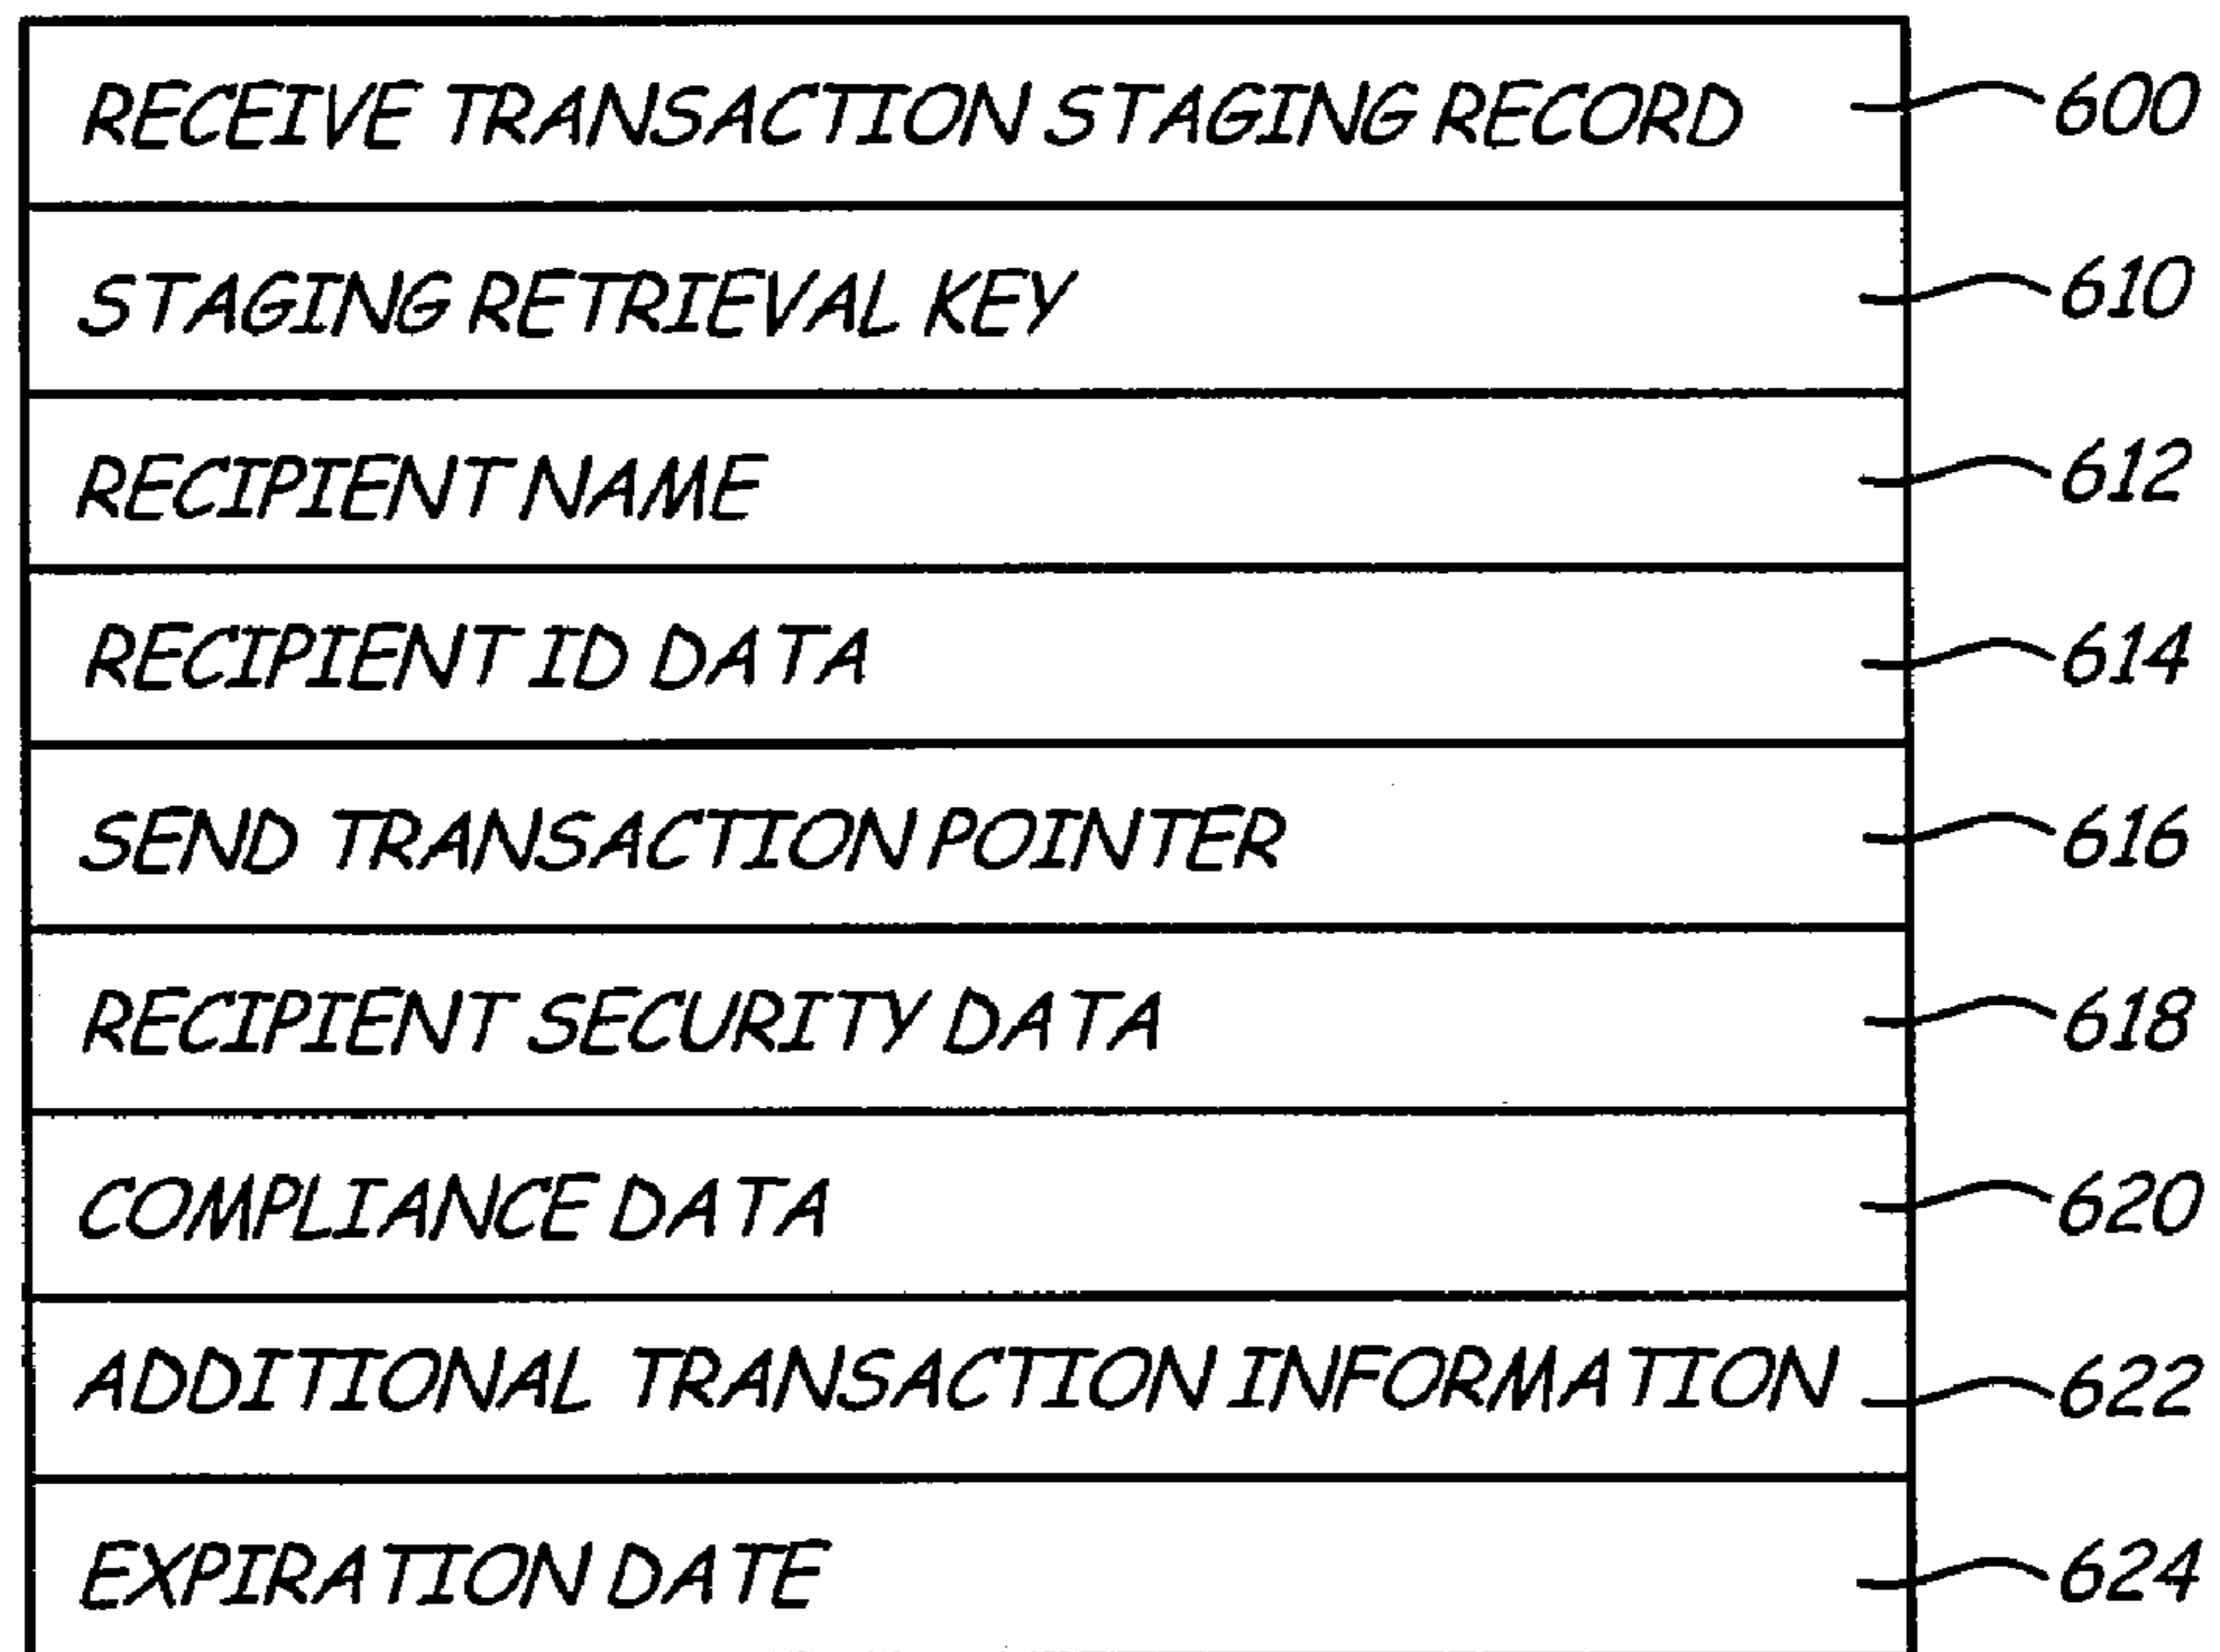 RECEIVE TRANSACTION STAGING RECORD 600
STAGING RETRIEVAL KEY 610
RECIPIENT NAME 612
RECIPIENT ID DATA 614
SEND TRANSACTION POINTER 616
RECIPIENT SECURITY DATA 618
COMPLIANCE DATA 620
ADDITIONAL TRANSACTION INFORMATION 622
EXPIRATION DATE 624